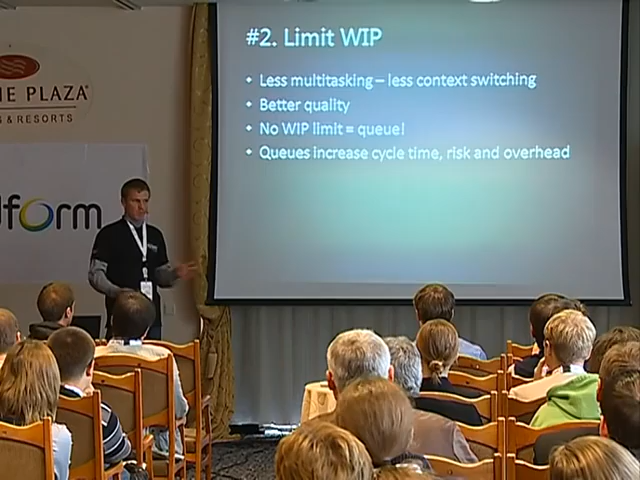 #2. Limit WIP
• Less multitasking – less context switching
• Better quality
• No WIP limit = queue!
• Queues increase cycle time, risk and overhead
PLAZA
& RESORTS
form